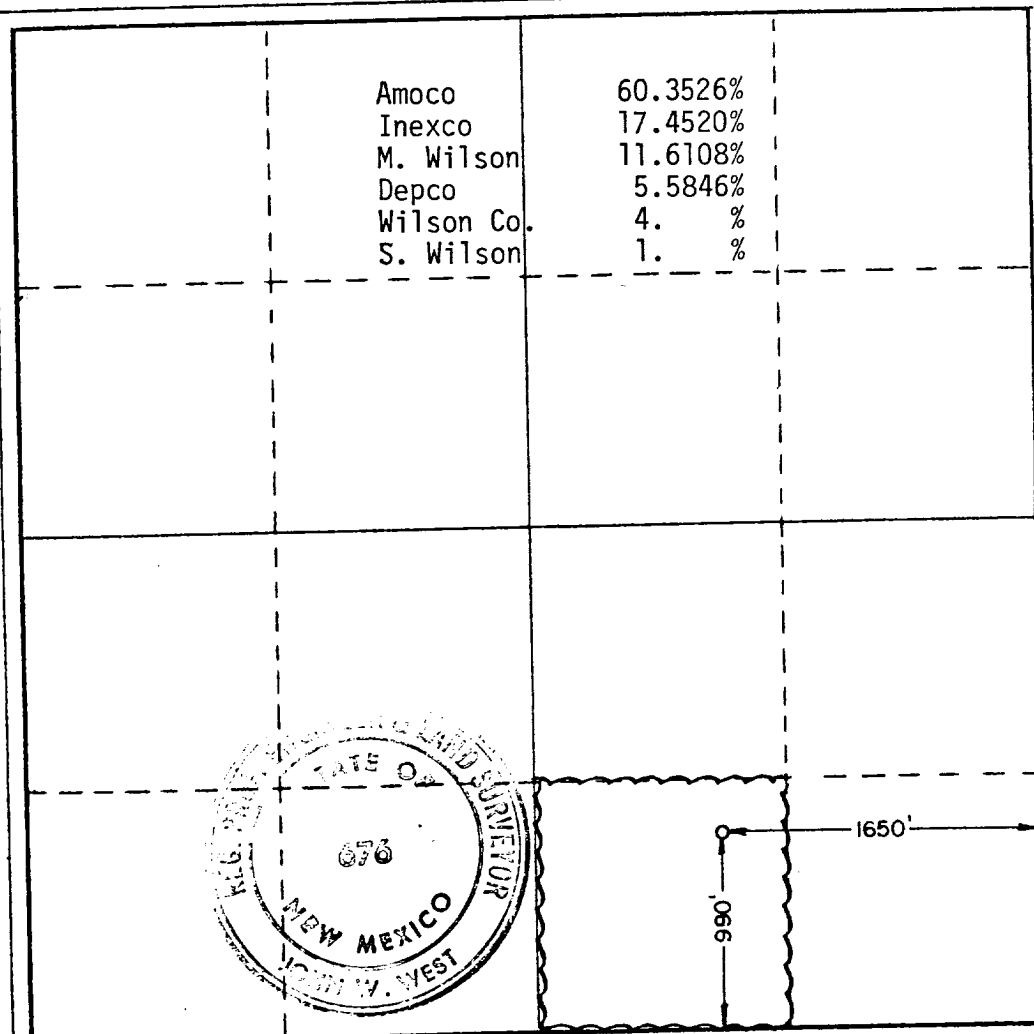 Amoco 60.3526%
Inexco 17.4520%
M. Wilson 11.6108%
Depco 5.5846%
Wilson Co. 4. %
S. Wilson 1. %
REG. & LAND SURVEYOR
STATE OF
676
NEW MEXICO
JOHN W. WEST
1650'
990'